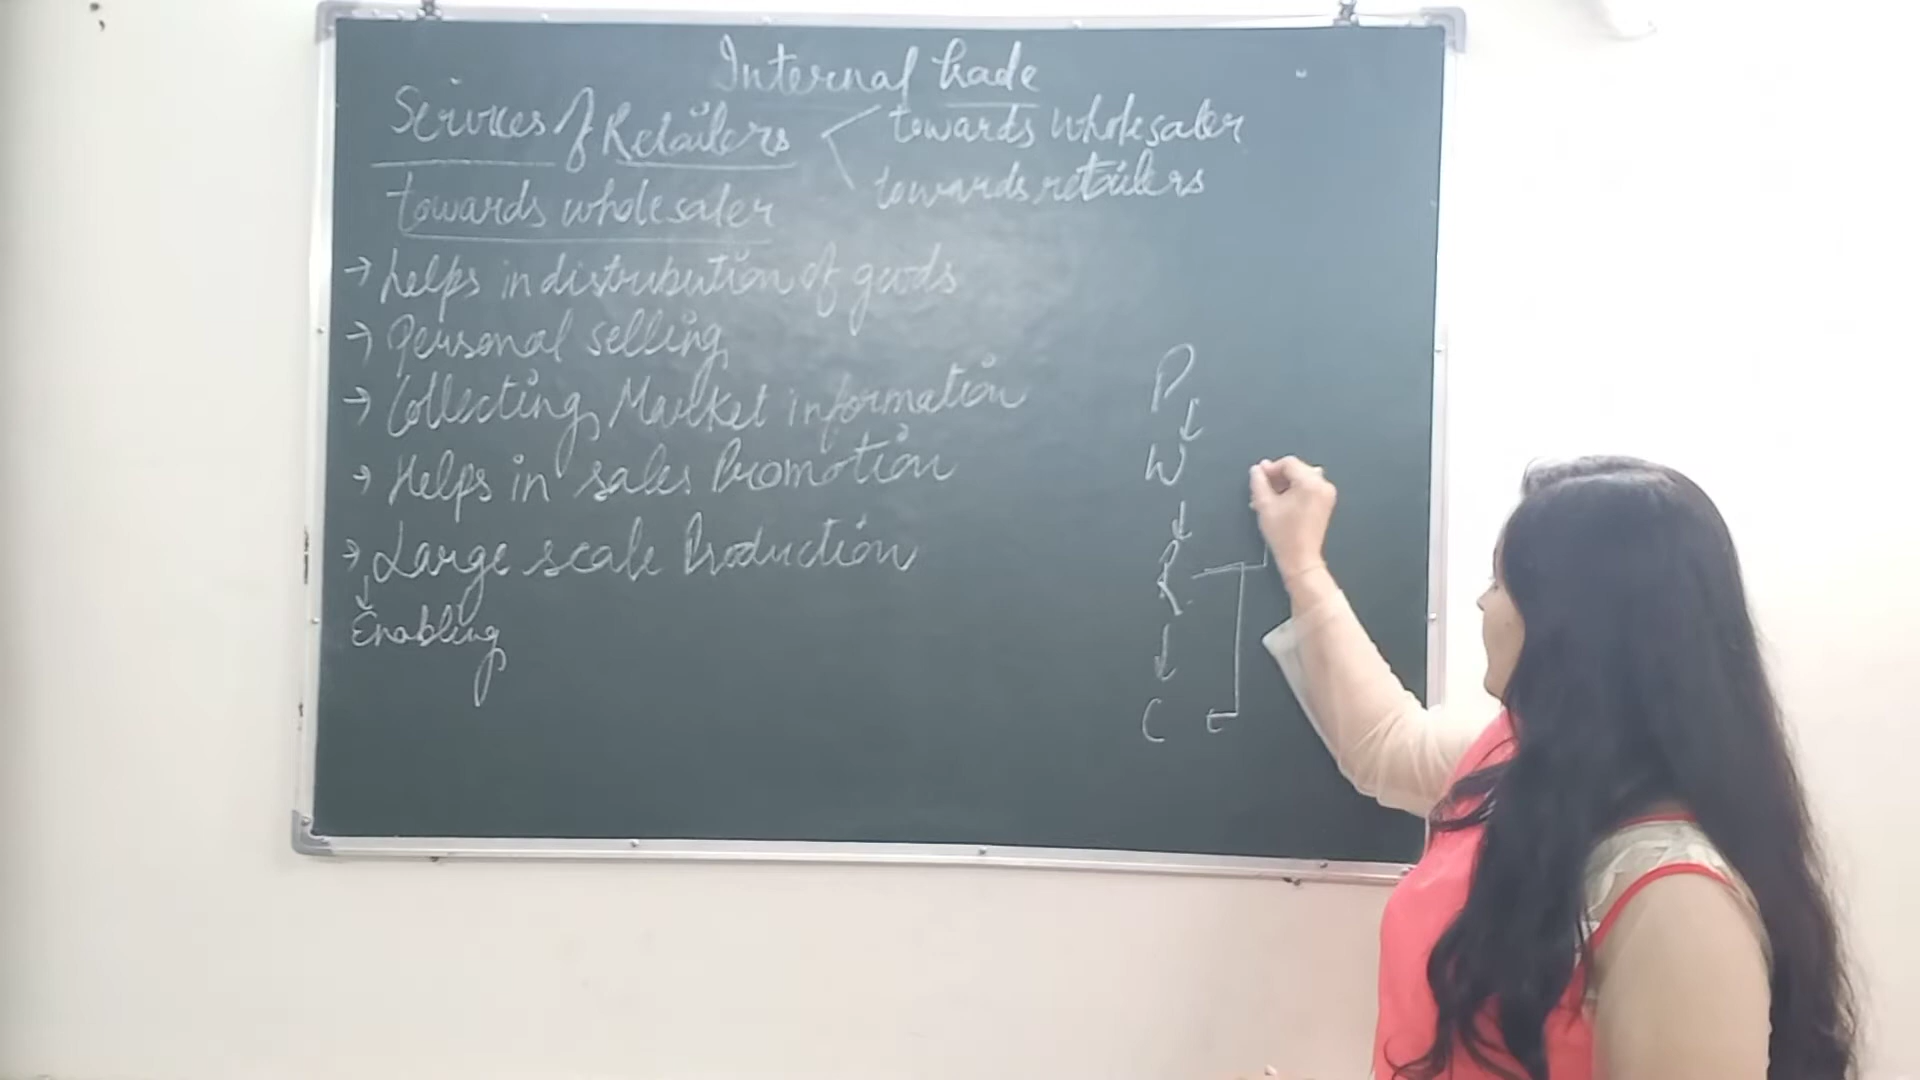 Internal trade
Services of Retailers
towards wholesaler
towards retailers
towards wholesaler
→ helps in distribution of goods
→ Personal selling
→ Collecting Market information
→ Helps in sales Promotion
→ Large scale Production
↓
Enabling
P
↓
W
↓
R
↓
C